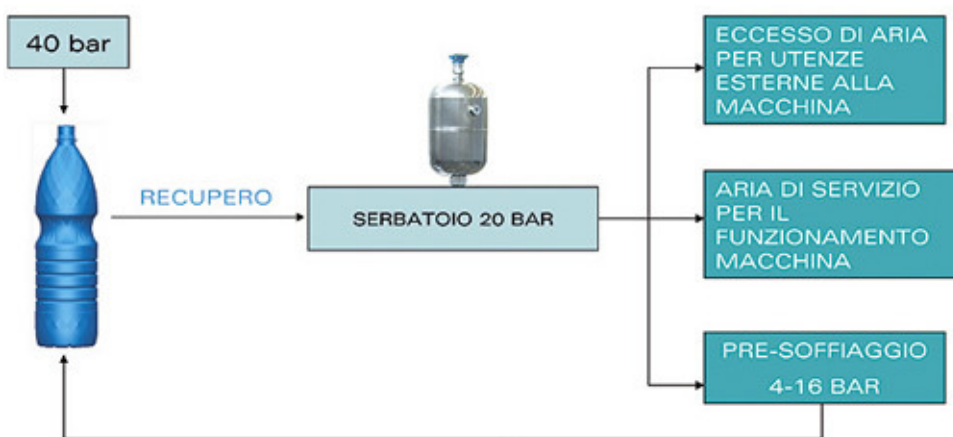 40 bar
RECUPERO
SERBATOIO 20 BAR
ECCESSO DI ARIA
PER UTENZE
ESTERNE ALLA
MACCHINA
ARIA DI SERVIZIO
PER IL
FUNZIONAMENTO
MACCHINA
PRE-SOFFIAGGIO
4-16 BAR